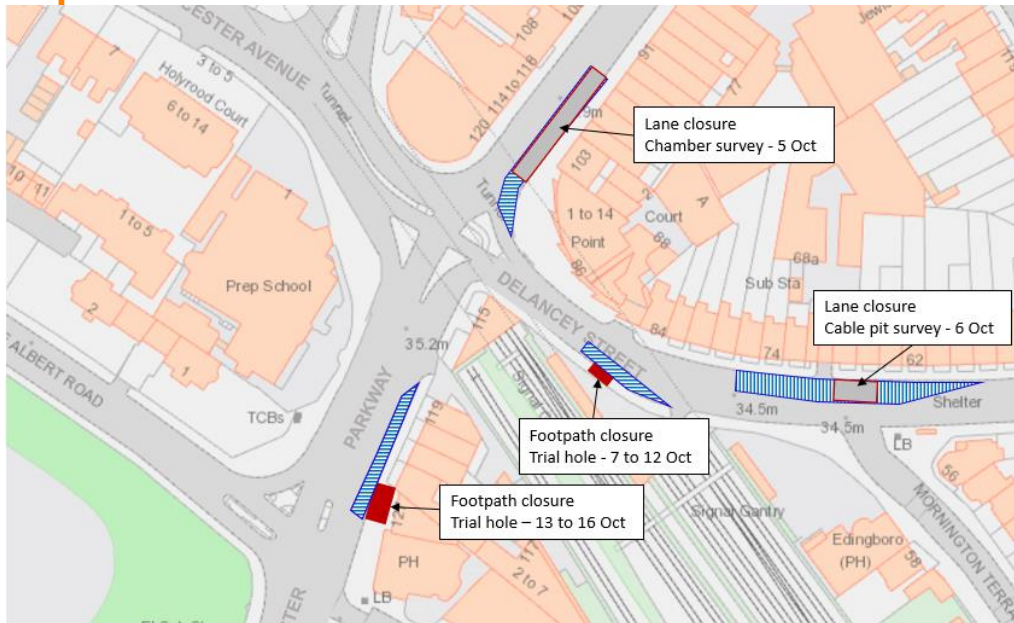 CESTER AVENUE
3 to 5
Holyrood Court
6 to 14
7
10
11
1 to 5
1
2
1
Prep School
E ALBERT ROAD
TCBs
PARKWAY
35.2m
Tunnel
108
114 to 118
120
91
77
103
1 to 14
Point
2
Court
A
88
86
84
68a
Sub Sta
74
62
Shelter
34.5m
34.5m
LB
56
58
115
119
117
2 to 7
PH
LB
DELANCEY STREET
Signal Gantry
Edingboro
(PH)
MORNINGTON TERRA
Lane closure
Chamber survey - 5 Oct
Lane closure
Cable pit survey - 6 Oct
Footpath closure
Trial hole - 7 to 12 Oct
Footpath closure
Trial hole – 13 to 16 Oct